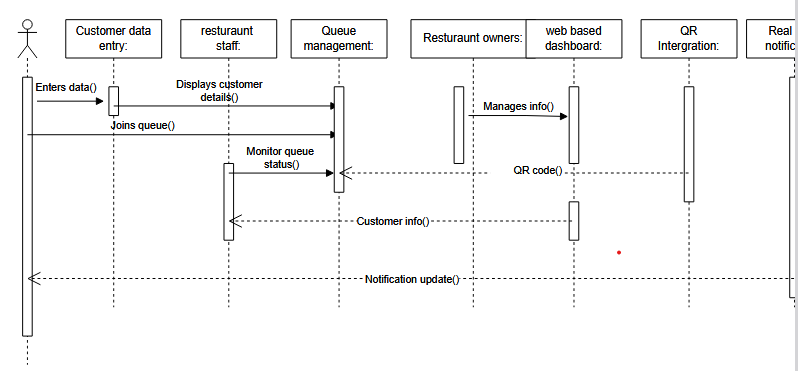 Customer data
entry:
resturaunt
staff:
Queue
management:
Resturaunt owners:
web based
dashboard:
QR
Intergration:
Real
notific
Enters data()
Displays customer
details()
Manages info()
Joins queue()
Monitor queue
status()
QR code()
Customer info()
Notification update()